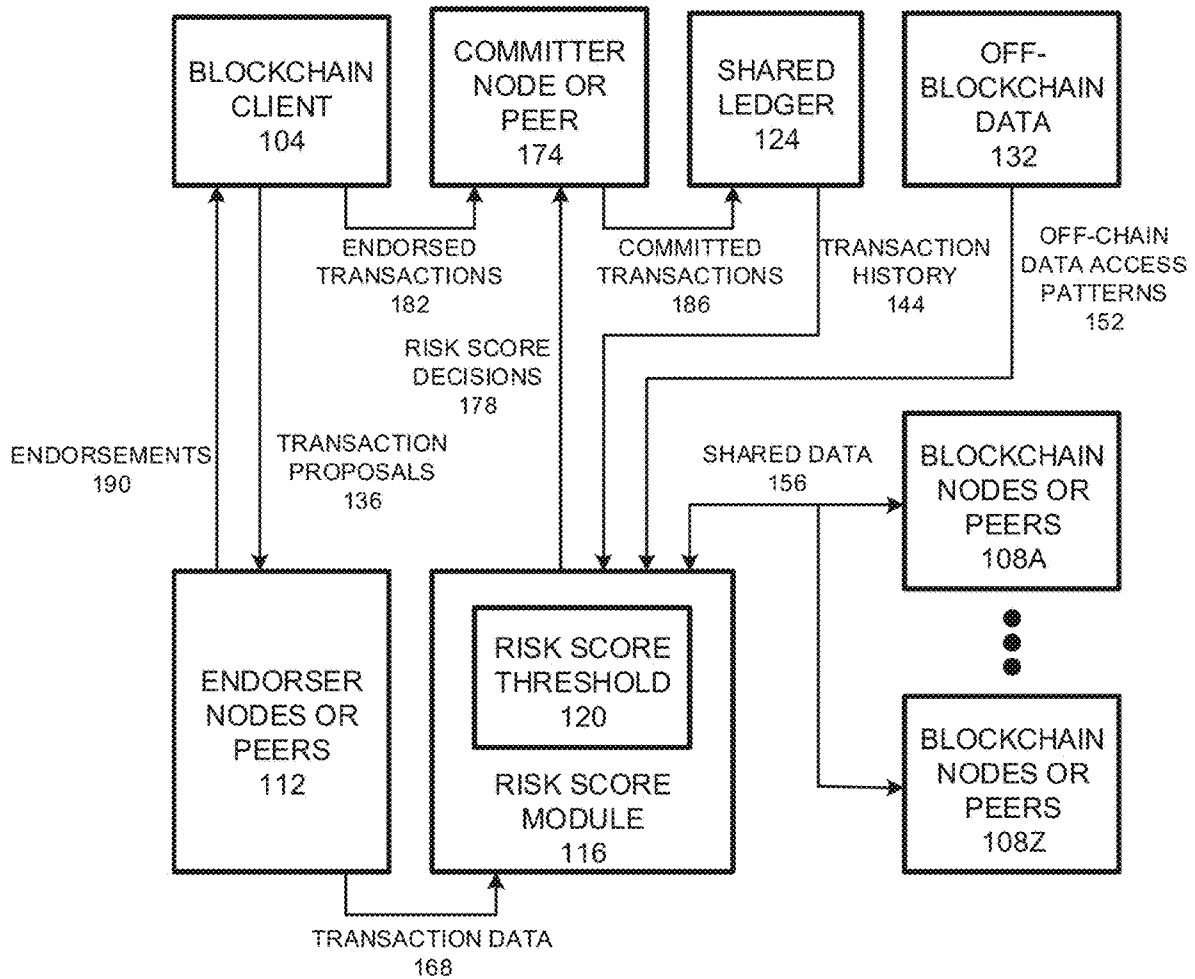 BLOCKCHAIN
CLIENT
104
COMMITTER
NODE OR
PEER
174
SHARED
LEDGER
124
OFF-
BLOCKCHAIN
DATA
132
ENDORSED
TRANSACTIONS
182
COMMITTED
TRANSACTIONS
186
TRANSACTION
HISTORY
144
OFF-CHAIN
DATA ACCESS
PATTERNS
152
RISK SCORE
DECISIONS
178
ENDORSEMENTS
190
TRANSACTION
PROPOSALS
136
SHARED DATA
156
BLOCKCHAIN
NODES OR
PEERS
108A
ENDORSER
NODES OR
PEERS
112
RISK SCORE
THRESHOLD
120
RISK SCORE
MODULE
116
BLOCKCHAIN
NODES OR
PEERS
108Z
TRANSACTION DATA
168